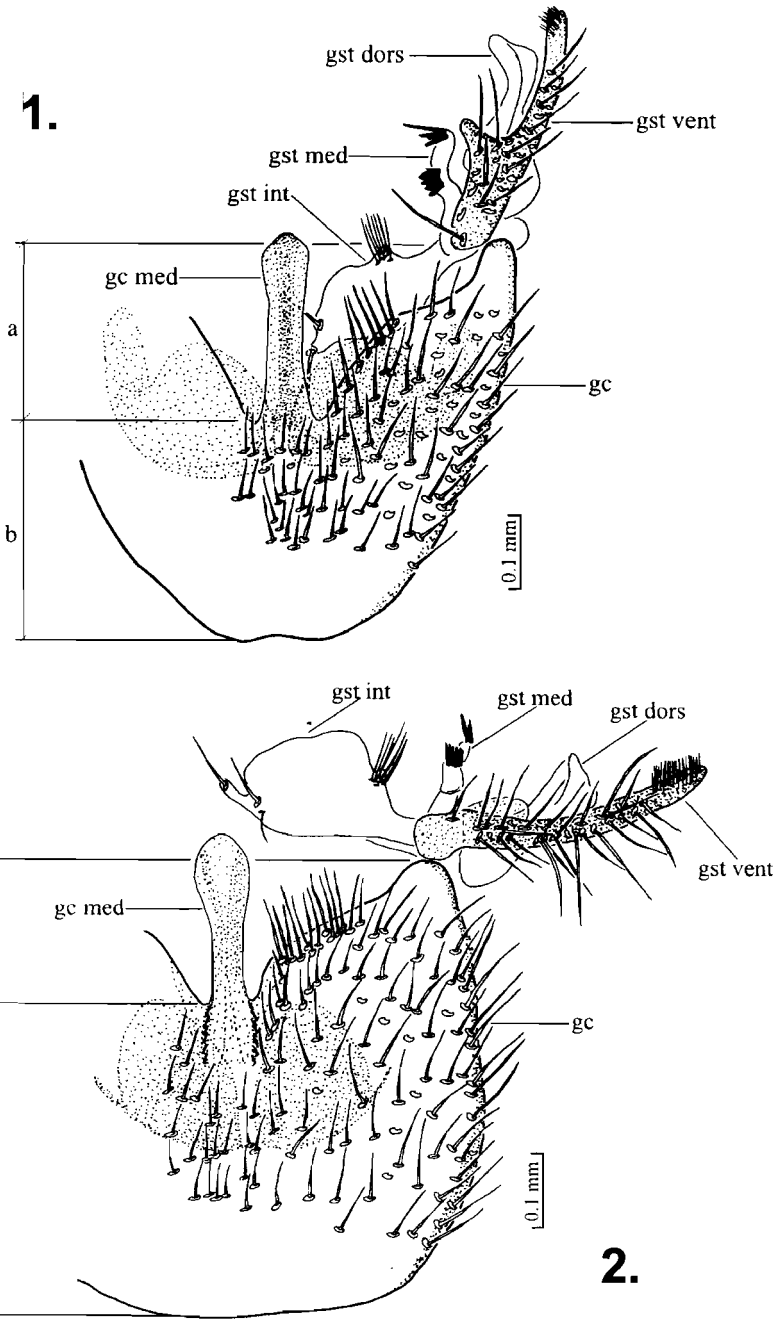 gst dors
1.
gst vent
gst med
gst int
gc med
a
gc
b
0.1 mm
gst int
gst med
gst dors
gst vent
gc med
gc
0.1 mm
2.